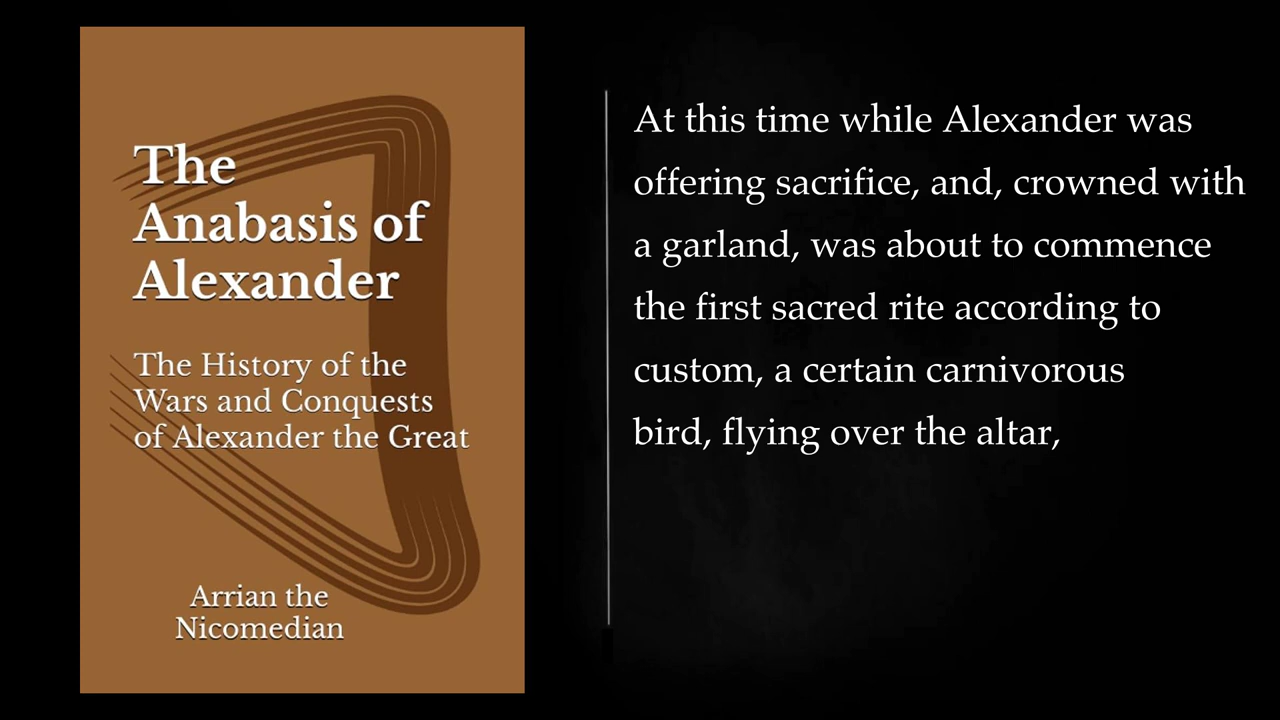 The
Anabasis of
Alexander
The History of the
Wars and Conquests
of Alexander the Great
Arrian the
Nicomedian
At this time while Alexander was
offering sacrifice, and, crowned with
a garland, was about to commence
the first sacred rite according to
custom, a certain carnivorous
bird, flying over the altar,